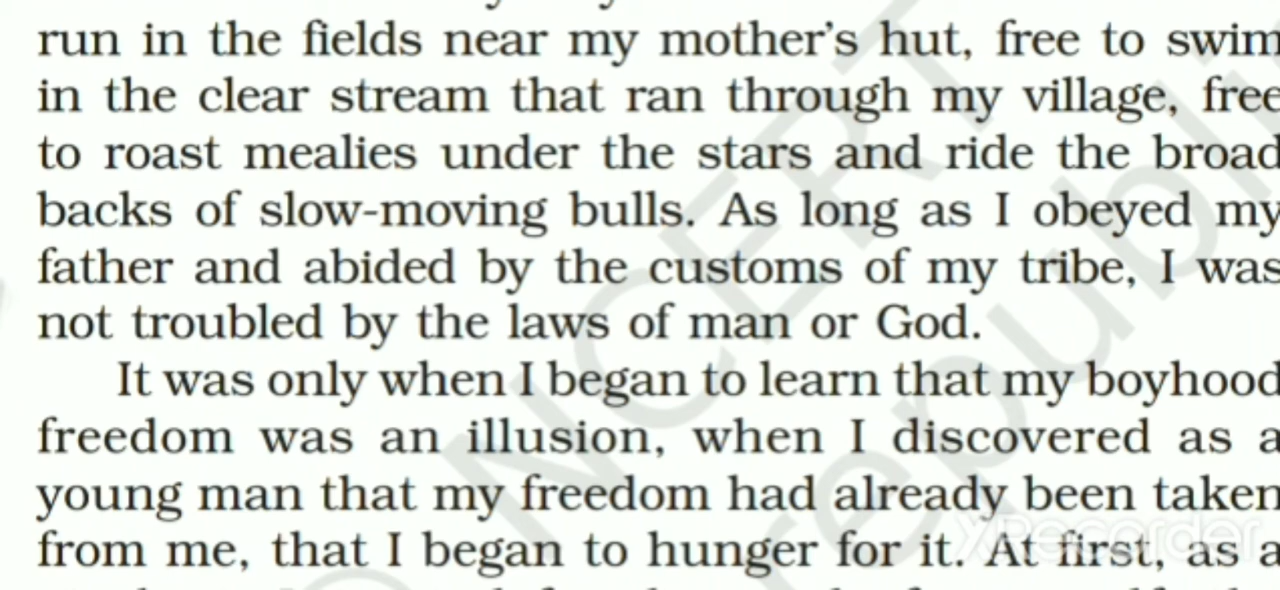 run in the fields near my mother's hut, free to swim
in the clear stream that ran through my village, free
to roast mealies under the stars and ride the broad
backs of slow-moving bulls. As long as I obeyed my
father and abided by the customs of my tribe, I was
not troubled by the laws of man or God.
It was only when I began to learn that my boyhood
freedom was an illusion, when I discovered as a
young man that my freedom had already been taken
from me, that I began to hunger for it. At first, as a
NCERT
republi
XRecorder